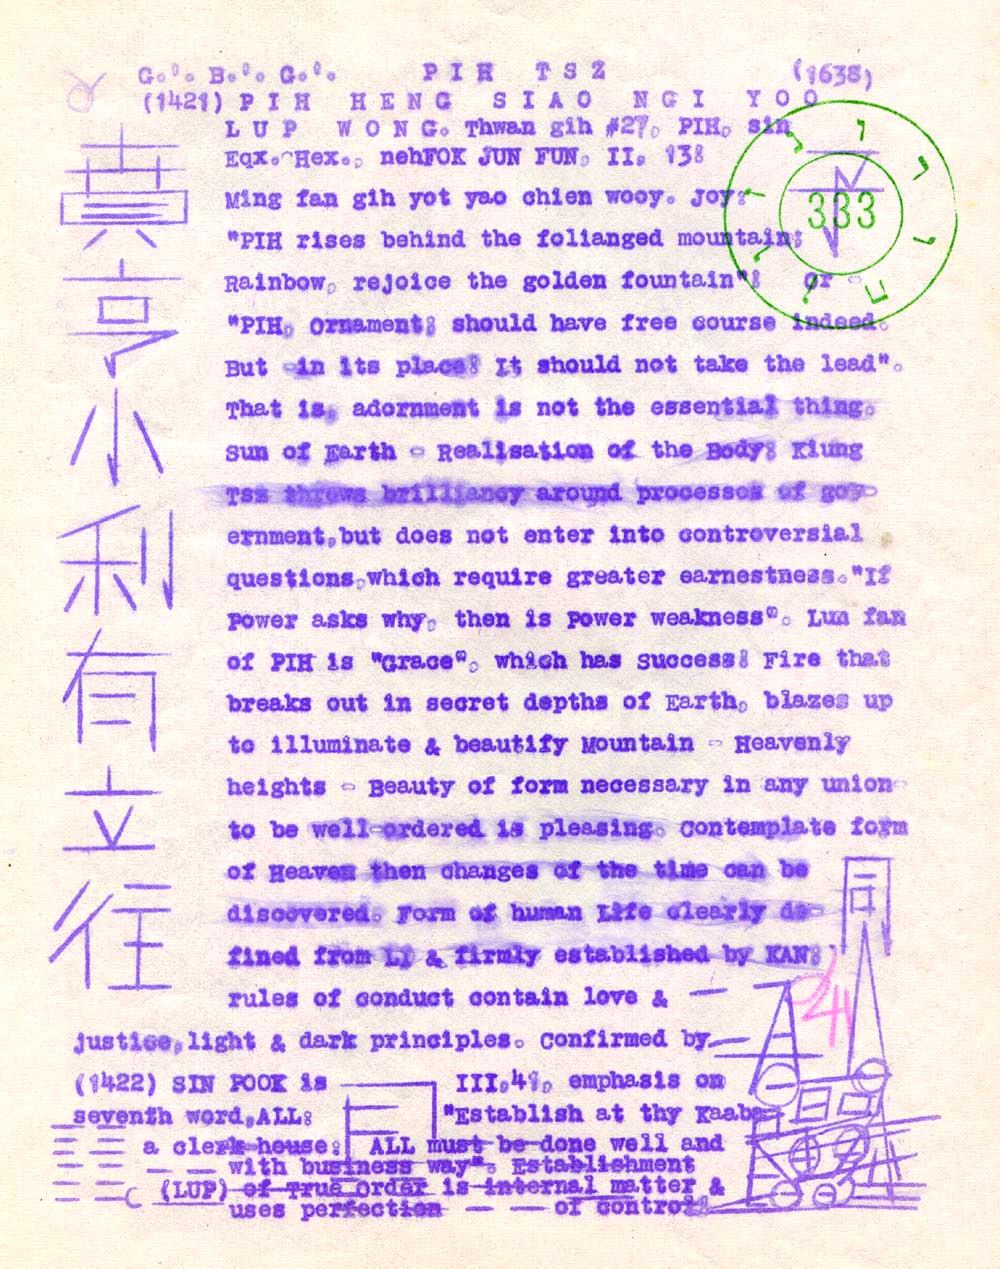 G∴ B∴ G∴ PIH TSZ (1638)
(1421) PIH HENG SIAO NGI YOO
LUP WONG. Thwan gih #27, PIH, sin
Eqx. Hex., nehFOK JUN FUN, II, 138
Ming fan gih yot yao chien wooy. Joy:
"PIH rises behind the folianged mountain;
Rainbow, rejoice the golden fountain"! Or -
"PIH, Ornament; should have free course indeed.
But - in its place! It should not take the lead".
That is, adornment is not the essential thing.
Sun of Earth - Realisation of the Body: Kiung
Tsz throws brilliancy around processes of gov-
ernment, but does not enter into controversial
questions, which require greater earnestness. "If
Power asks why, then is Power weakness". Lun fan
of PIH is "Grace", which has success: Fire that
breaks out in secret depths of Earth, blazes up
to illuminate & beautify Mountain - Heavenly
heights - Beauty of form necessary in any union
to be well-ordered is pleasing. Contemplate form
of Heaven then changes of the time can be
discovered. Form of human Life clearly de-
fined from LI & firmly established by KAN;
rules of conduct contain love &
justice, light & dark principles. Confirmed by
(1422) SIN FOOK is III, 41, emphasis on
seventh word, ALL: "Establish at thy Kaaba
a clerk-house: ALL must be done well and
with business way". Establishment
(LUP) of True Order is internal matter &
uses perfection — — of control:
亨
小
利
有
立
往
333